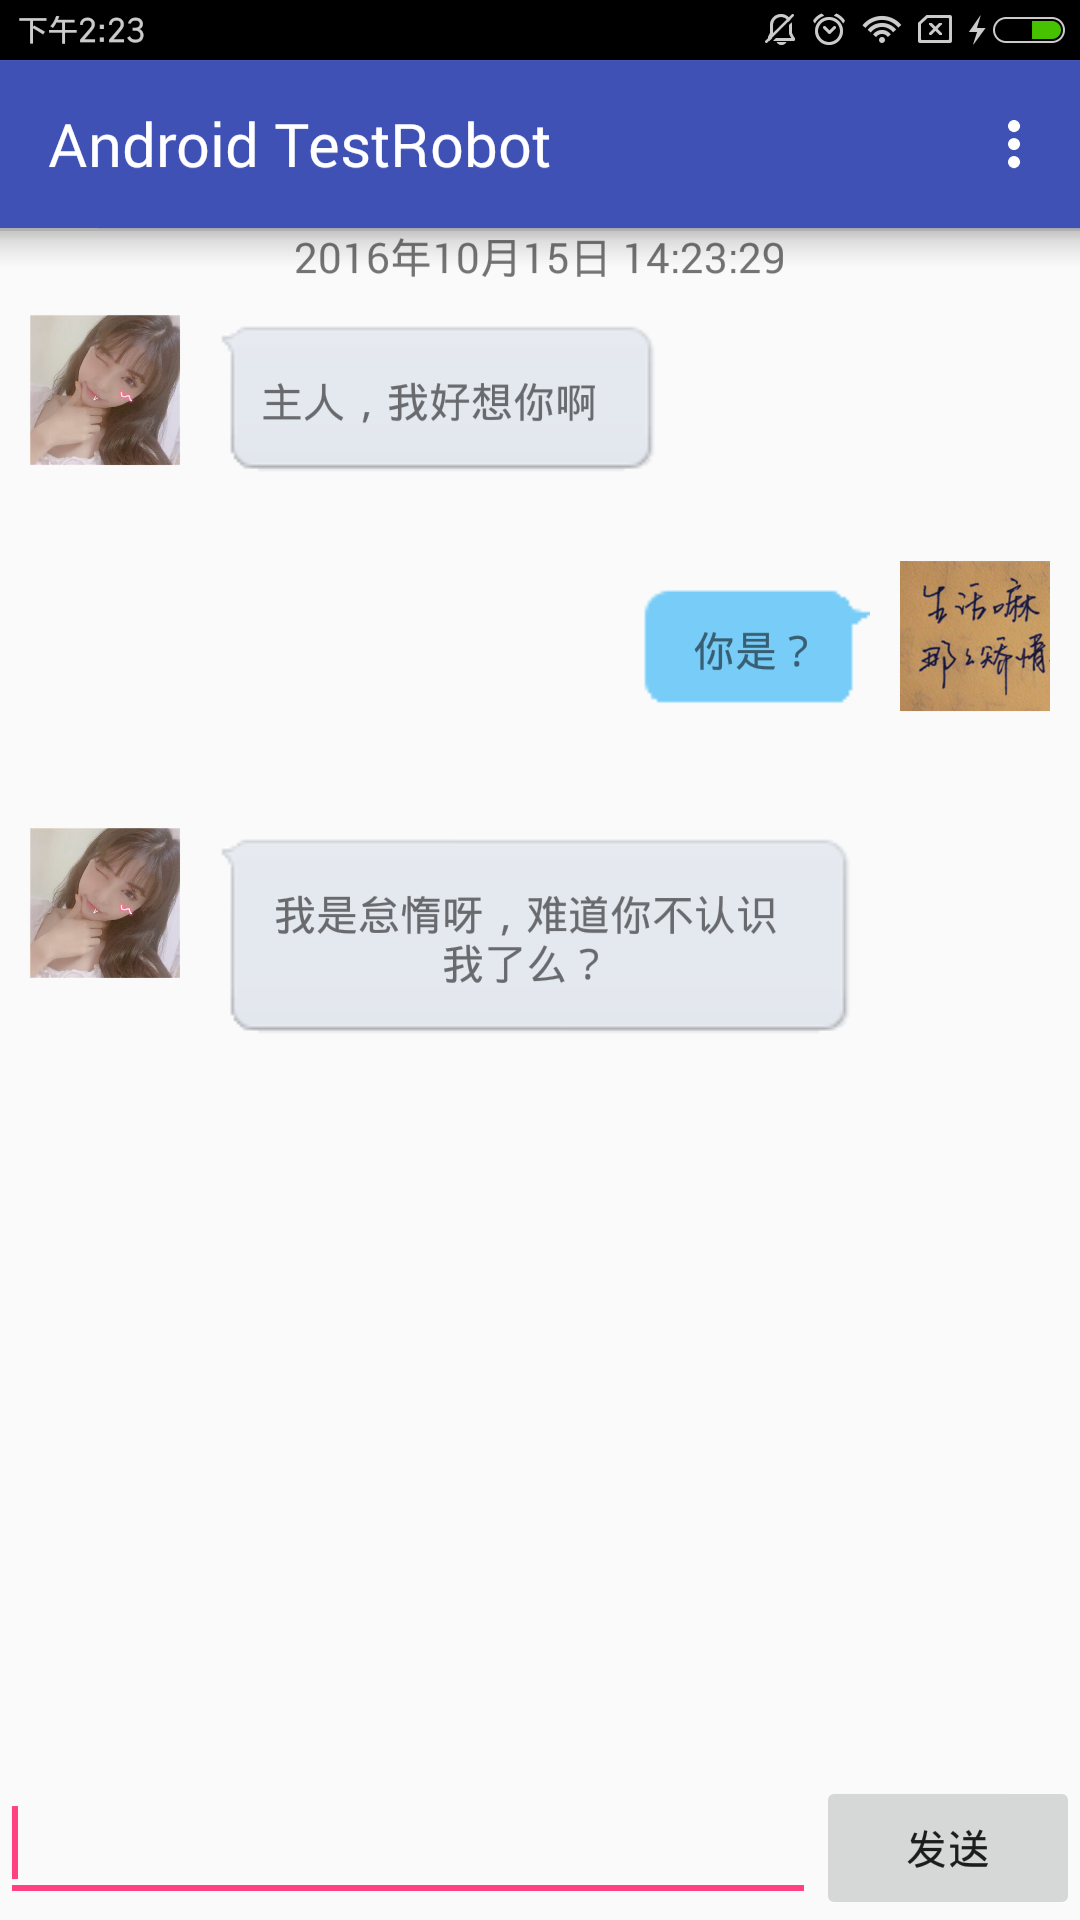 下午2:23
Android TestRobot
2016年10月15日 14:23:29
主人，我好想你啊
生活嘛
那么矫情
你是？
我是怠惰呀，难道你不认识
我了么？
发送